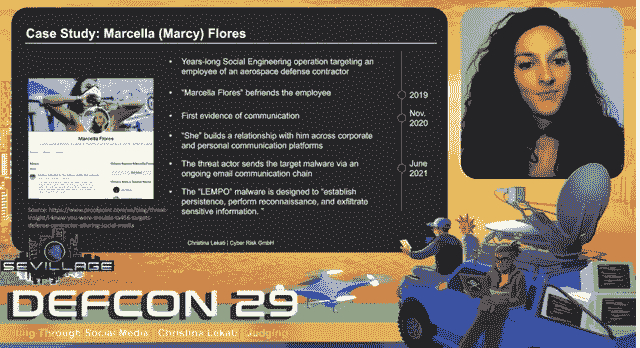 Case Study: Marcella (Marcy) Flores
Marcella Flores
Source: https://www.proofpoint.com/us/blog/threat-
insight/i-knew-you-were-trouble-ta456-targets-
defense-contractor-alluring-social-media
• Years-long Social Engineering operation targeting an
employee of an aerospace defense contractor
• "Marcella Flores" befriends the employee
• First evidence of communication
• "She" builds a relationship with him across corporate
and personal communication platforms
• The threat actor sends the target malware via an
ongoing email communication chain
• The "LEMPO" malware is designed to "establish
persistence, perform reconnaissance, and exfiltrate
sensitive information. "
2019
Nov.
2020
June
2021
Christina Lekati | Cyber Risk GmbH
SEVILLAGE
DEFCON 29
Through Social Media | Christina Lekati | Judging